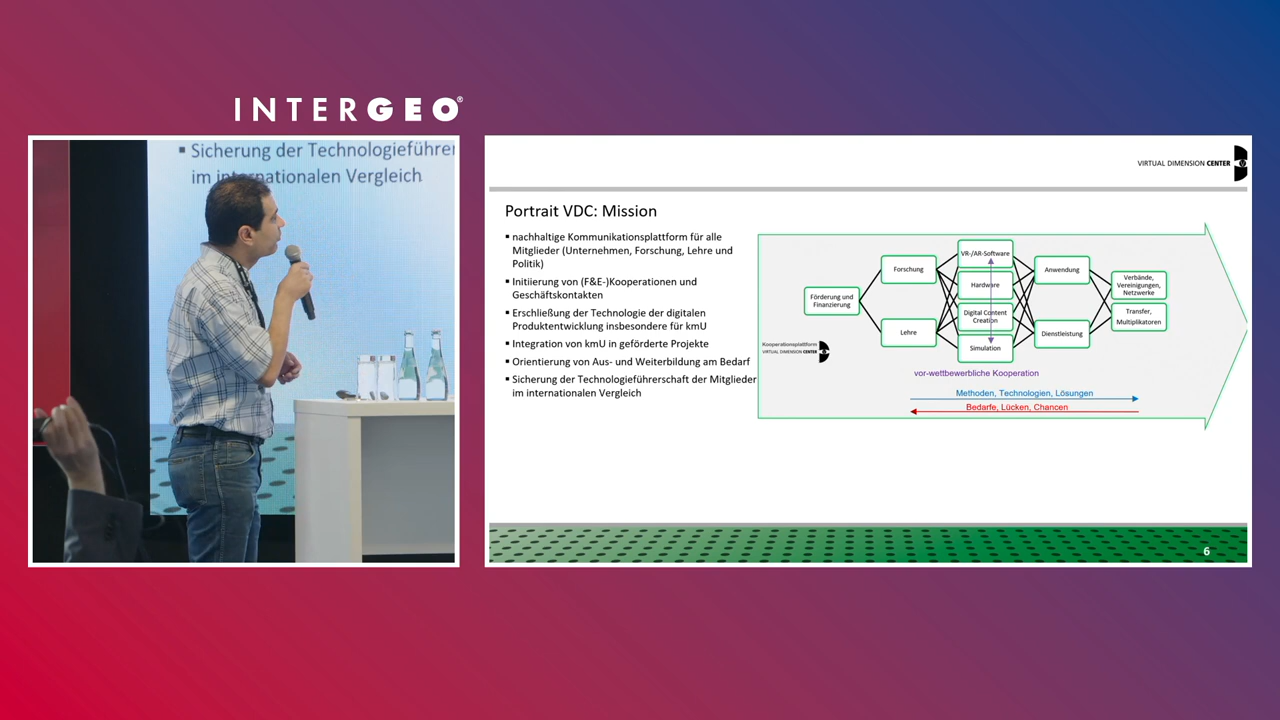 INTERGEO®
Sicherung der Technologieführer
im internationalen Vergleich
VIRTUAL DIMENSION CENTER
Portrait VDC: Mission
▪ nachhaltige Kommunikationsplattform für alle
Mitglieder (Unternehmen, Forschung, Lehre und
Politik)
▪ Initiierung von (F&E-)Kooperationen und
Geschäftskontakten
▪ Erschließung der Technologie der digitalen
Produktentwicklung insbesondere für kmU
▪ Integration von kmU in geförderte Projekte
▪ Orientierung von Aus- und Weiterbildung am Bedarf
▪ Sicherung der Technologieführerschaft der Mitglieder
im internationalen Vergleich
Förderung und
Finanzierung
Forschung
Lehre
VR-/AR-Software
Hardware
Digital Content
Creation
Simulation
Anwendung
Dienstleistung
Verbände,
Vereinigungen,
Netzwerke
Transfer,
Multiplikatoren
Kooperationsplattform
VIRTUAL DIMENSION CENTER
vor-wettbewerbliche Kooperation
Methoden, Technologien, Lösungen
Bedarfe, Lücken, Chancen
6